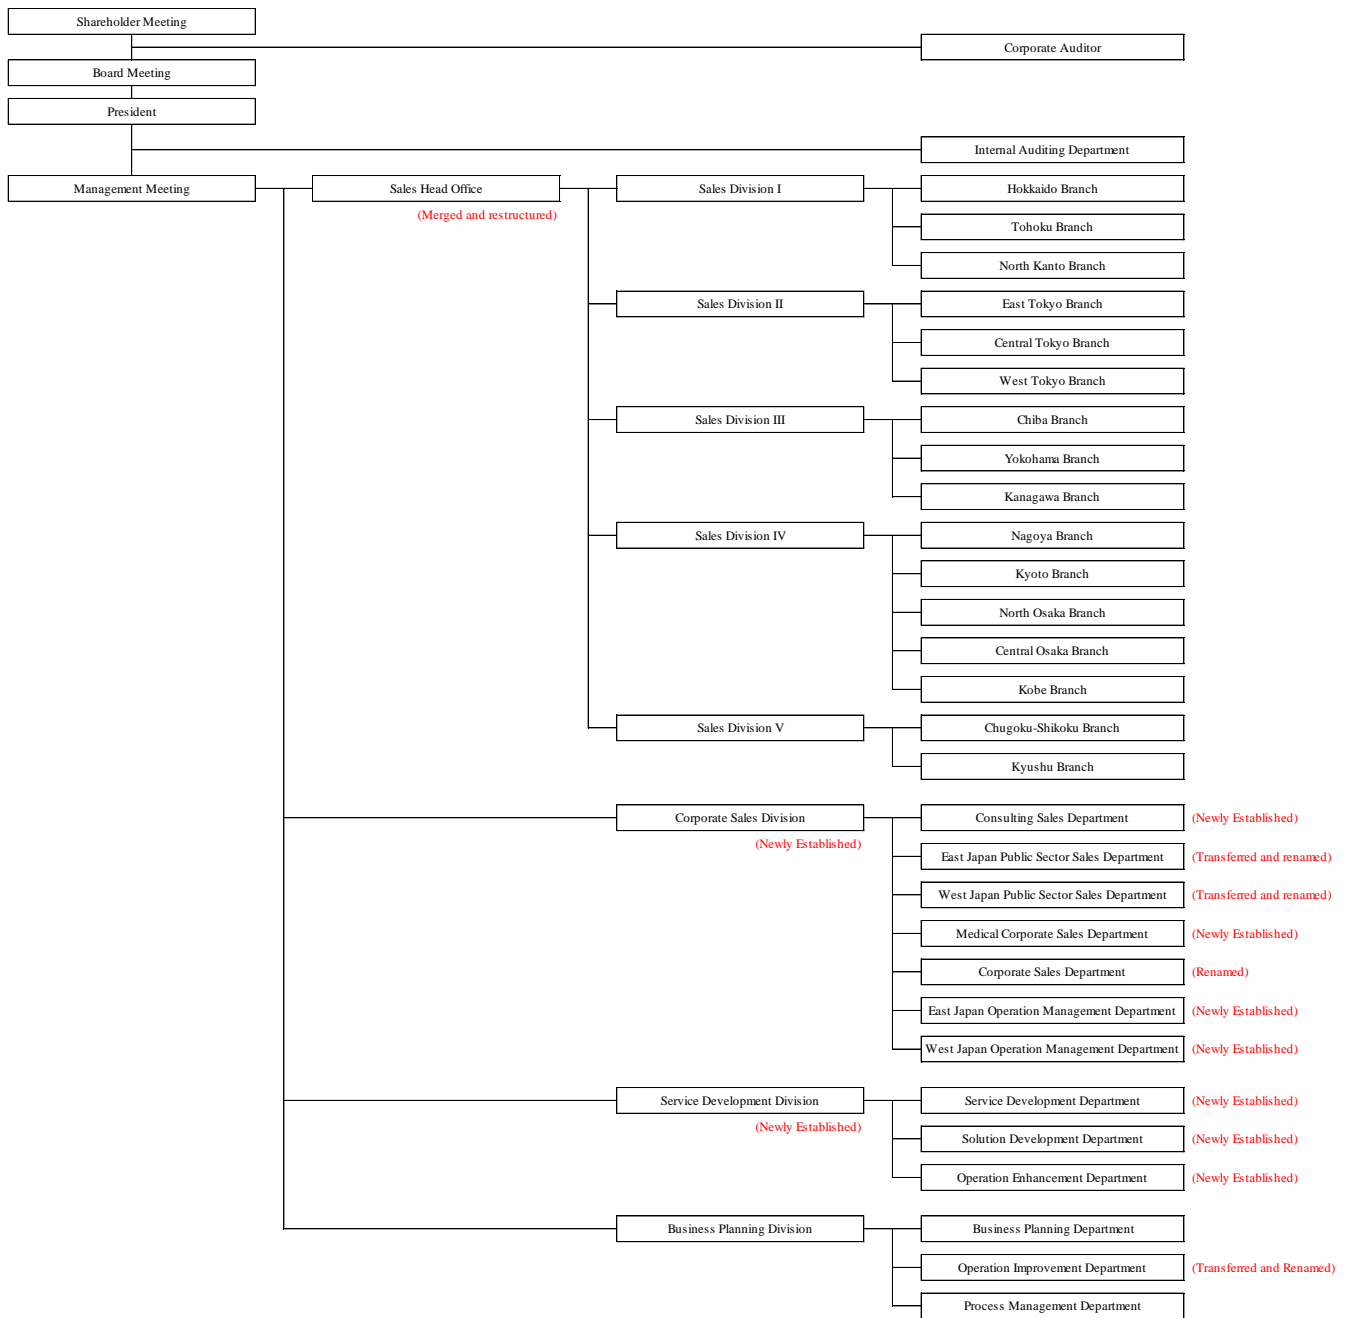 Shareholder Meeting
Corporate Auditor
Board Meeting
President
Internal Auditing Department
Management Meeting
Sales Head Office
Sales Division I
Hokkaido Branch
(Merged and restructured)
Tohoku Branch
North Kanto Branch
Sales Division II
East Tokyo Branch
Central Tokyo Branch
West Tokyo Branch
Sales Division III
Chiba Branch
Yokohama Branch
Kanagawa Branch
Sales Division IV
Nagoya Branch
Kyoto Branch
North Osaka Branch
Central Osaka Branch
Kobe Branch
Sales Division V
Chugoku-Shikoku Branch
Kyushu Branch
Corporate Sales Division
Consulting Sales Department
(Newly Established)
(Newly Established)
East Japan Public Sector Sales Department
(Transferred and renamed)
West Japan Public Sector Sales Department
(Transferred and renamed)
Medical Corporate Sales Department
(Newly Established)
Corporate Sales Department
(Renamed)
East Japan Operation Management Department
(Newly Established)
West Japan Operation Management Department
(Newly Established)
Service Development Division
Service Development Department
(Newly Established)
(Newly Established)
Solution Development Department
(Newly Established)
Operation Enhancement Department
(Newly Established)
Business Planning Division
Business Planning Department
Operation Improvement Department
(Transferred and Renamed)
Process Management Department